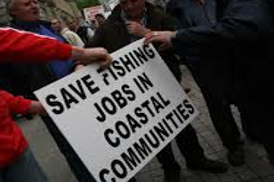 SAVE FISHING
JOBS IN
COASTAL
COMMUNITIES